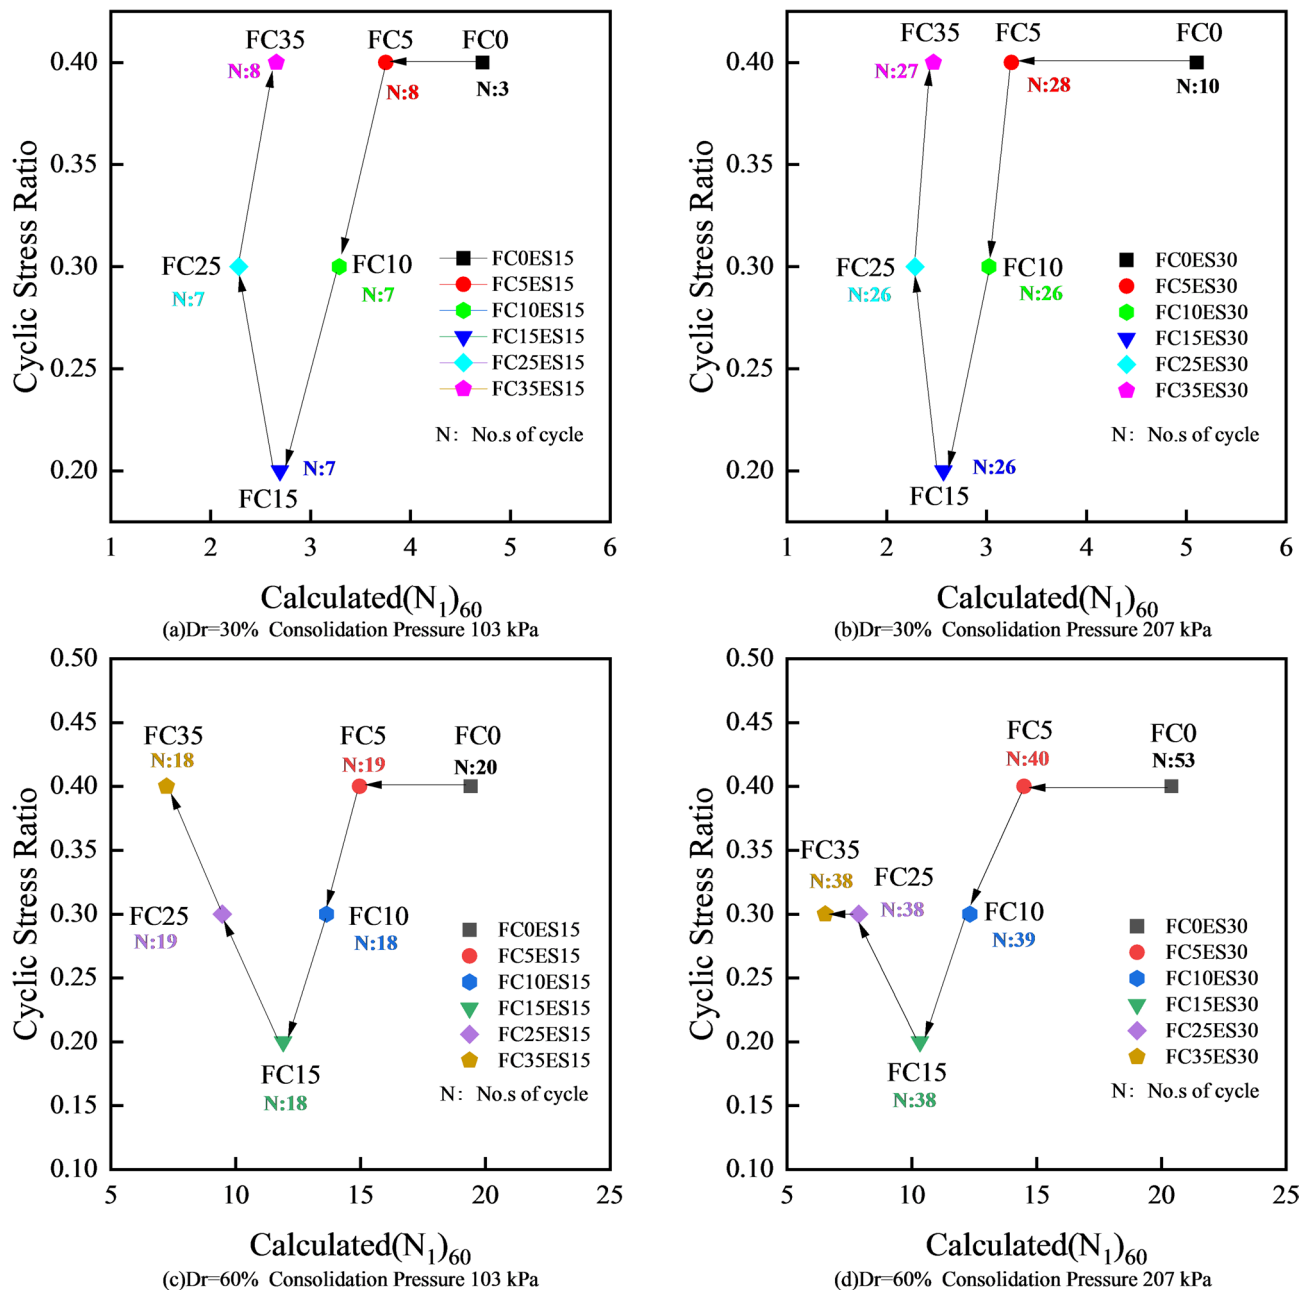 FC35
FC5
FC0
0.40
N:8
N:8
N:3
0.35
Cyclic Stress Ratio
0.30
FC25
FC10
N:7
N:7
0.25
0.20
N:7
FC15
FC0ES15
FC5ES15
FC10ES15
FC15ES15
FC25ES15
FC35ES15
N: No.s of cycle
1 2 3 4 5 6
Calculated(N1)60
(a)Dr=30% Consolidation Pressure 103 kPa
FC35
FC5
FC0
0.40
N:27
N:28
N:10
0.35
Cyclic Stress Ratio
0.30
FC25
FC10
N:26
N:26
0.25
0.20
N:26
FC15
FC0ES30
FC5ES30
FC10ES30
FC15ES30
FC25ES30
FC35ES30
N: No.s of cycle
1 2 3 4 5 6
Calculated(N1)60
(b)Dr=30% Consolidation Pressure 207 kPa
0.50
0.45
FC35
FC5
FC0
N:18
N:19
N:20
0.40
0.35
Cyclic Stress Ratio
0.30
FC25
FC10
N:19
N:18
0.25
0.20
FC15
N:18
0.15
0.10
FC0ES15
FC5ES15
FC10ES15
FC15ES15
FC25ES15
FC35ES15
N: No.s of cycle
5 10 15 20 25
Calculated(N1)60
(c)Dr=60% Consolidation Pressure 103 kPa
0.50
0.45
FC5
FC0
N:40
N:53
0.40
0.35
FC35
N:38
FC25
N:38
Cyclic Stress Ratio
0.30
FC10
N:39
0.25
0.20
FC15
N:38
0.15
0.10
FC0ES30
FC5ES30
FC10ES30
FC15ES30
FC25ES30
FC35ES30
N: No.s of cycle
5 10 15 20 25
Calculated(N1)60
(d)Dr=60% Consolidation Pressure 207 kPa